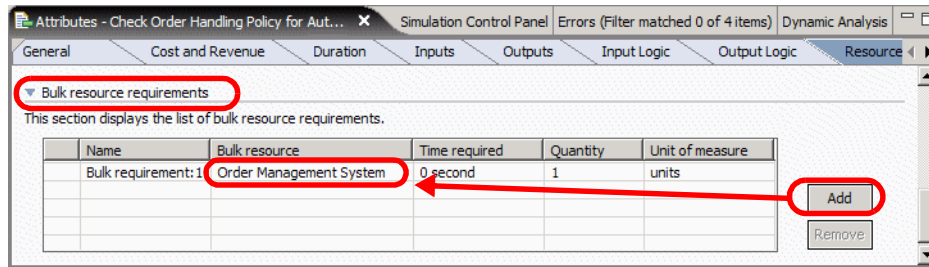 Attributes - Check Order Handling Policy for Aut... Simulation Control Panel Errors (Filter matched 0 of 4 items) Dynamic Analysis
General Cost and Revenue Duration Inputs Outputs Input Logic Output Logic Resource
Bulk resource requirements
This section displays the list of bulk resource requirements.
Name Bulk resource Time required Quantity Unit of measure
Bulk requirement:1 Order Management System 0 second 1 units
Add
Remove